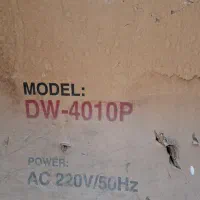 MODEL:
DW-4010P
POWER:
AC 220V/50Hz